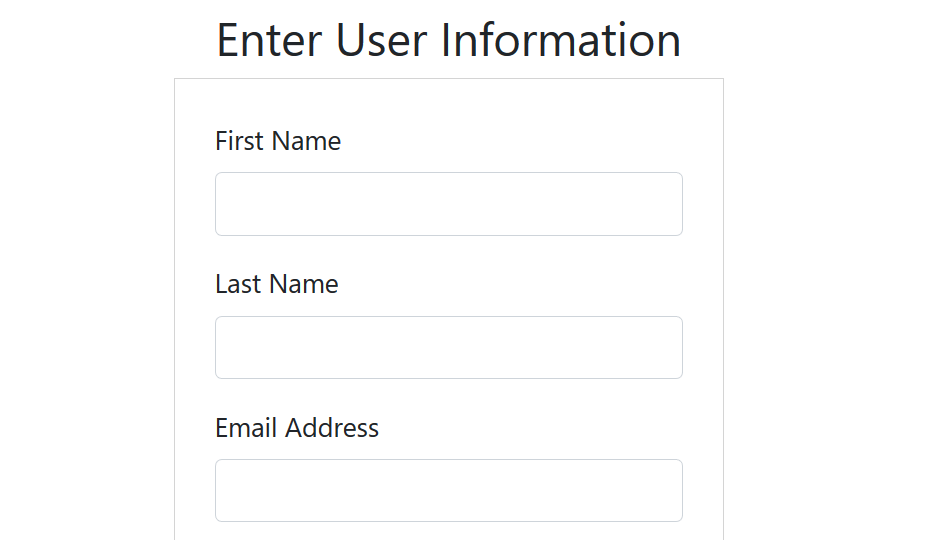 Enter User Information
First Name
Last Name
Email Address